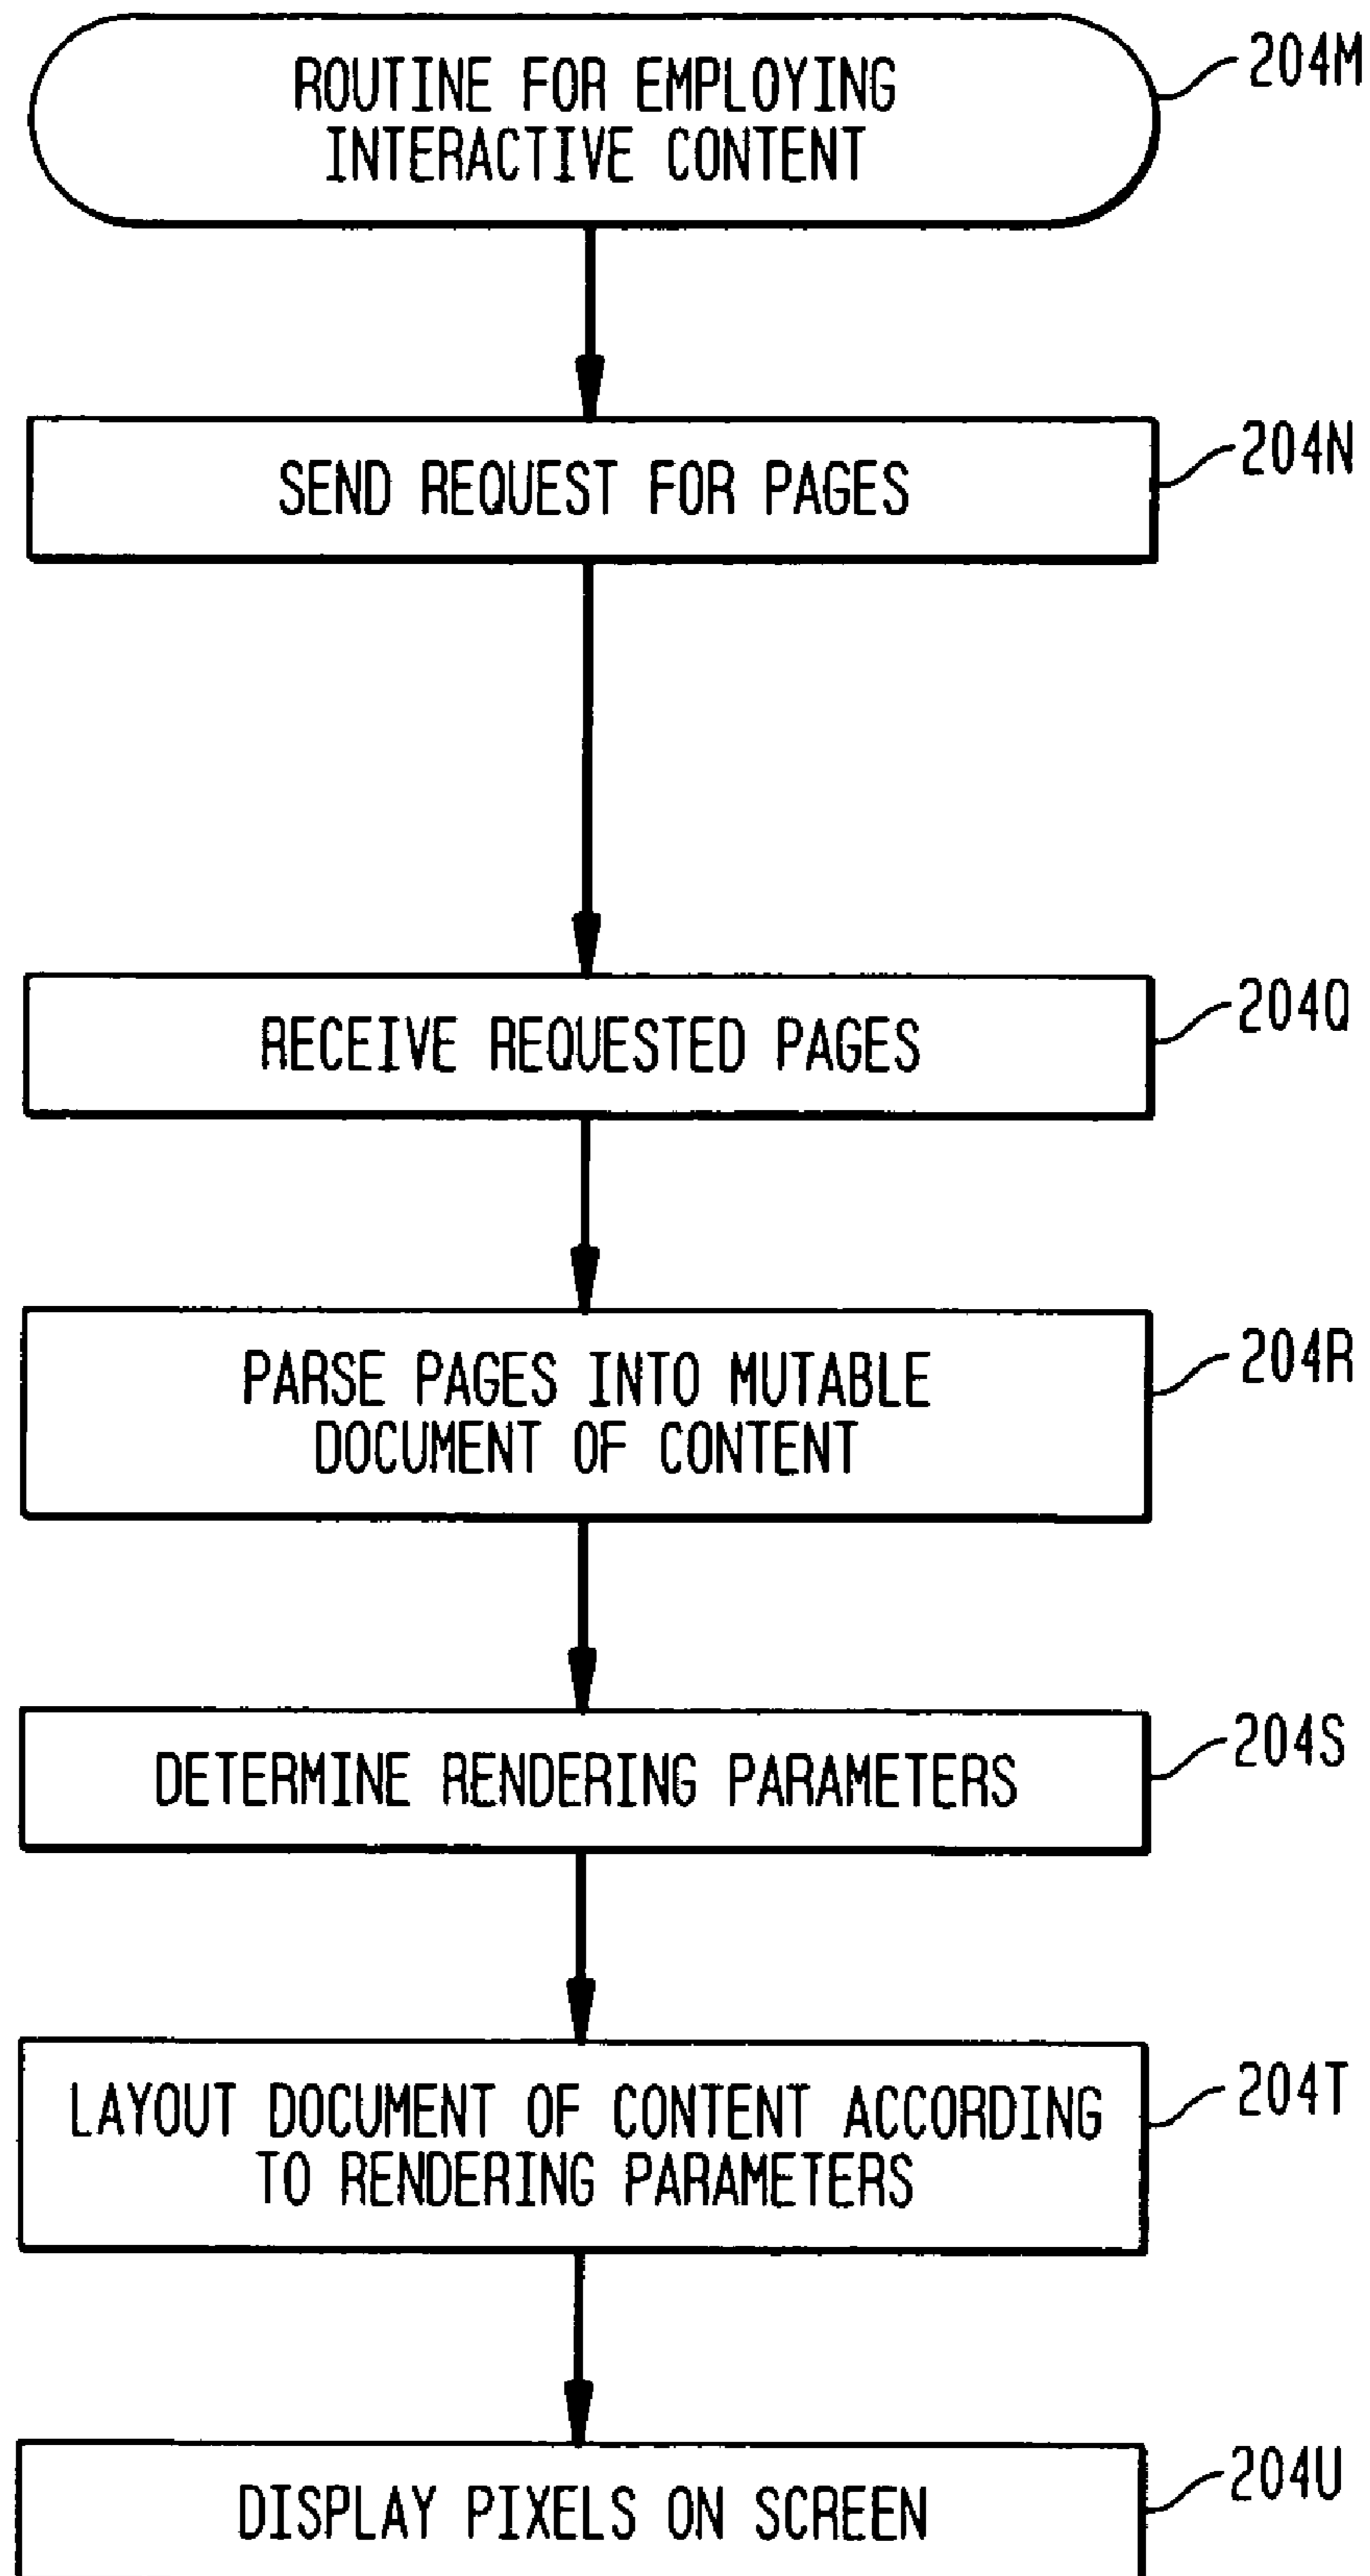 ROUTINE FOR EMPLOYING
INTERACTIVE CONTENT
204M
SEND REQUEST FOR PAGES
204N
RECEIVE REQUESTED PAGES
204Q
PARSE PAGES INTO MUTABLE
DOCUMENT OF CONTENT
204R
DETERMINE RENDERING PARAMETERS
204S
LAYOUT DOCUMENT OF CONTENT ACCORDING
TO RENDERING PARAMETERS
204T
DISPLAY PIXELS ON SCREEN
204U